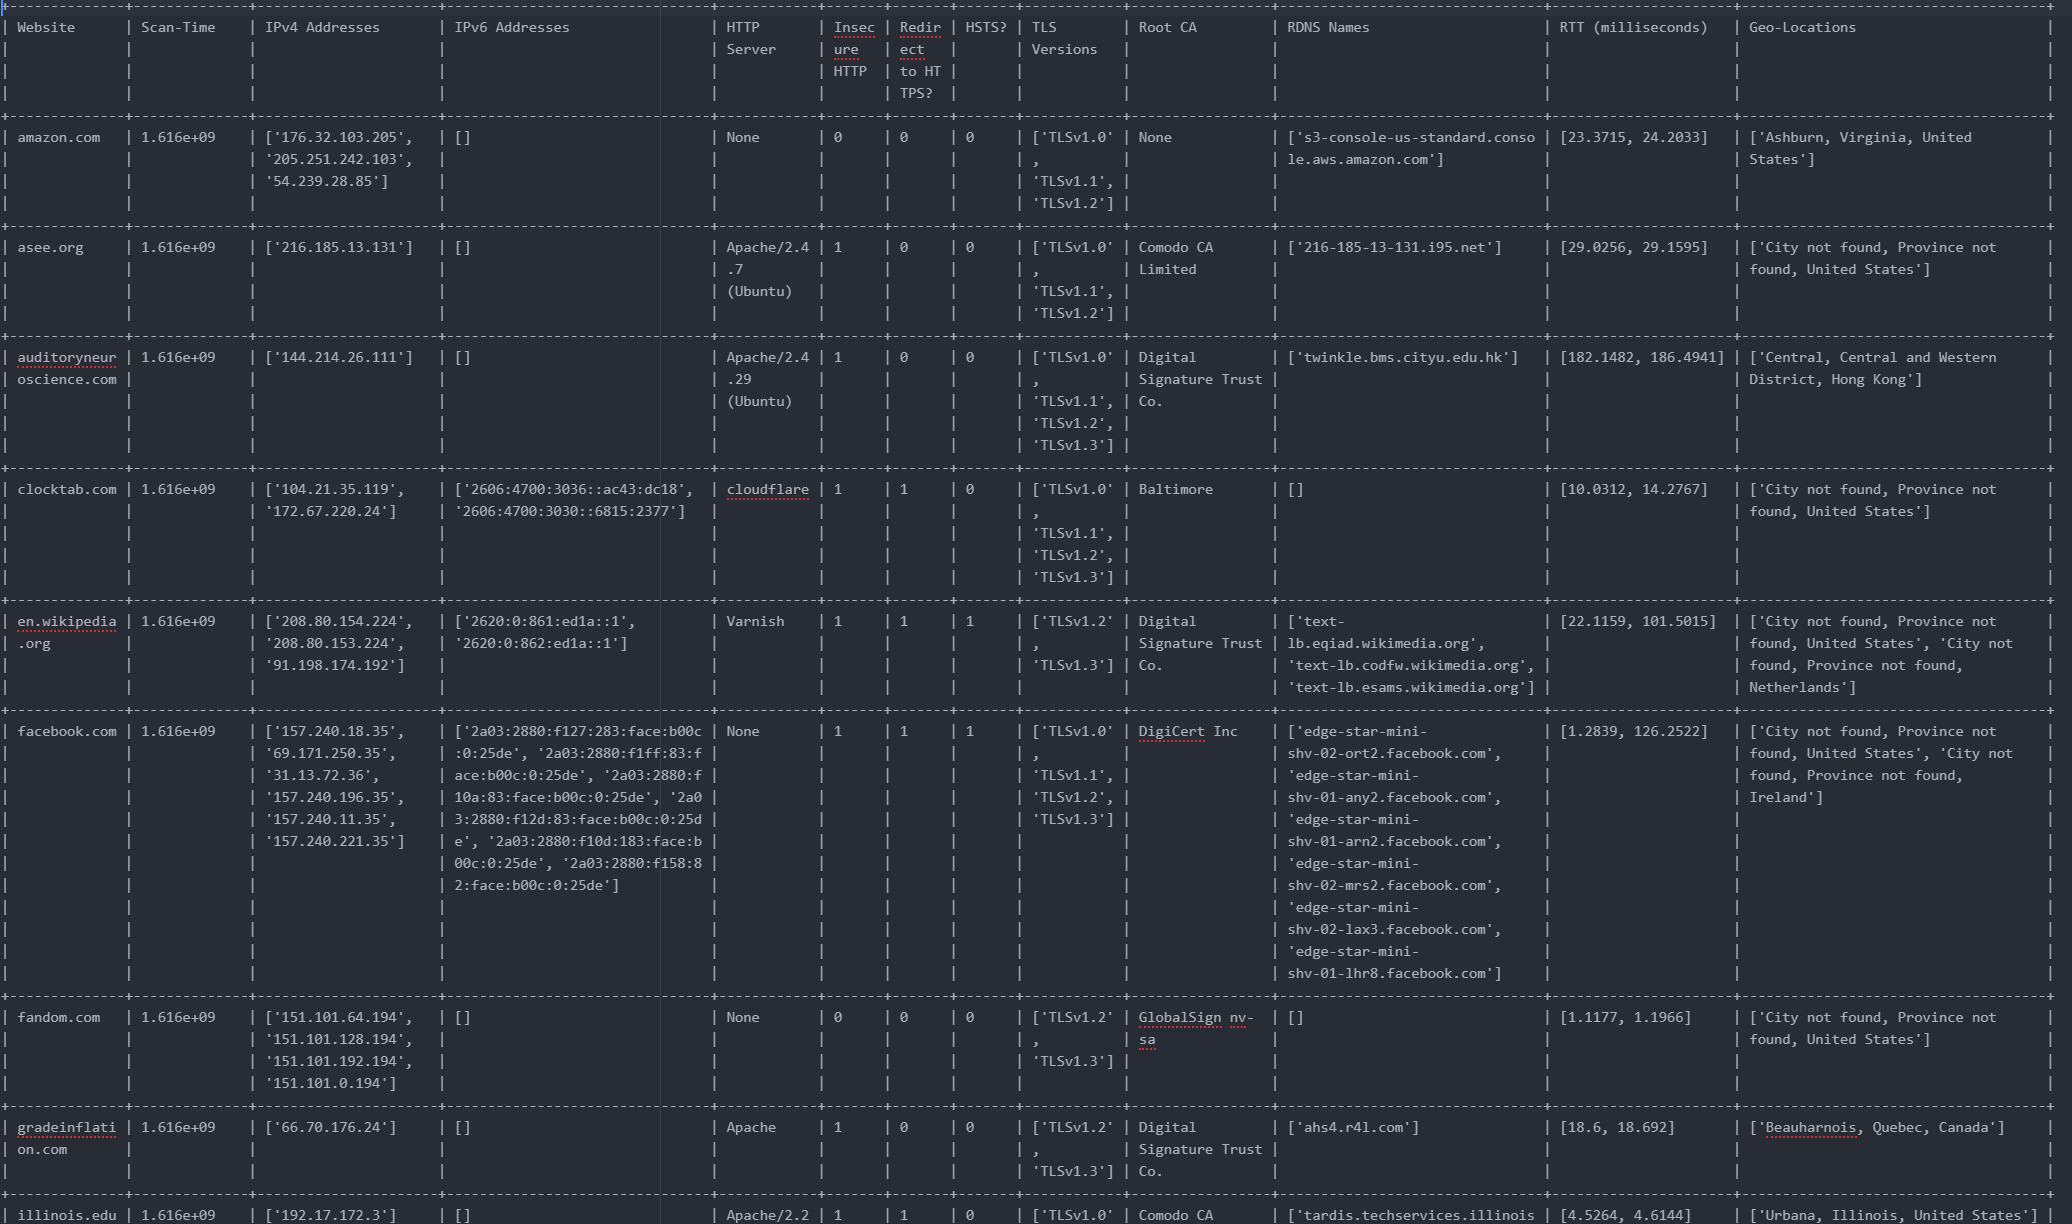 Website | Scan-Time | IPv4 Addresses | IPv6 Addresses | HTTP | Insec | Redir | HSTS? | TLS | Root CA | RDNS Names | RTT (milliseconds) | Geo-Locations
Server | ure | ect | Versions
HTTP | to HT
TPS?
amazon.com | 1.616e+09 | ['176.32.103.205', | [] | None | 0 | 0 | 0 | ['TLSv1.0' | None | ['s3-console-us-standard.conso | [23.3715, 24.2033] | ['Ashburn, Virginia, United
'205.251.242.103', | , | le.aws.amazon.com'] | States']
'54.239.28.85'] | 'TLSv1.1',
'TLSv1.2']
asee.org | 1.616e+09 | ['216.185.13.131'] | [] | Apache/2.4 | 1 | 0 | 0 | ['TLSv1.0' | Comodo CA | ['216-185-13-131.i95.net'] | [29.0256, 29.1595] | ['City not found, Province not
.7 | , | Limited | found, United States']
(Ubuntu) | 'TLSv1.1',
'TLSv1.2']
auditoryneur | 1.616e+09 | ['144.214.26.111'] | [] | Apache/2.4 | 1 | 0 | 0 | ['TLSv1.0' | Digital | ['twinkle.bms.cityu.edu.hk'] | [182.1482, 186.4941] | ['Central, Central and Western
oscience.com | .29 | , | Signature Trust | District, Hong Kong']
(Ubuntu) | 'TLSv1.1', | Co.
'TLSv1.2',
'TLSv1.3']
clocktab.com | 1.616e+09 | ['104.21.35.119', | ['2606:4700:3036::ac43:dc18', | cloudflare | 1 | 1 | 0 | ['TLSv1.0' | Baltimore | [] | [10.0312, 14.2767] | ['City not found, Province not
'172.67.220.24'] | '2606:4700:3030::6815:2377'] | , | found, United States']
'TLSv1.1',
'TLSv1.2',
'TLSv1.3']
en.wikipedia | 1.616e+09 | ['208.80.154.224', | ['2620:0:861:ed1a::1', | Varnish | 1 | 1 | 1 | ['TLSv1.2' | Digital | ['text- | [22.1159, 101.5015] | ['City not found, Province not
.org | '208.80.153.224', | '2620:0:862:ed1a::1'] | , | Signature Trust | lb.eqiad.wikimedia.org', | found, United States', 'City not
'91.198.174.192'] | 'TLSv1.3'] | Co. | 'text-lb.codfw.wikimedia.org', | found, Province not found,
'text-lb.esams.wikimedia.org'] | Netherlands']
facebook.com | 1.616e+09 | ['157.240.18.35', | ['2a03:2880:f127:283:face:b00c | None | 1 | 1 | 1 | ['TLSv1.0' | DigiCert Inc | ['edge-star-mini- | [1.2839, 126.2522] | ['City not found, Province not
'69.171.250.35', | :0:25de', '2a03:2880:f1ff:83:f | , | shv-02-ort2.facebook.com', | found, United States', 'City not
'31.13.72.36', | ace:b00c:0:25de', '2a03:2880:f | 'TLSv1.1', | 'edge-star-mini- | found, Province not found,
'157.240.196.35', | 10a:83:face:b00c:0:25de', '2a0 | 'TLSv1.2', | shv-01-any2.facebook.com', | Ireland']
'157.240.11.35', | 3:2880:f12d:83:face:b00c:0:25d | 'TLSv1.3'] | 'edge-star-mini-
'157.240.221.35'] | e', '2a03:2880:f10d:183:face:b | shv-01-arn2.facebook.com',
00c:0:25de', '2a03:2880:f158:8 | 'edge-star-mini-
2:face:b00c:0:25de'] | shv-02-mrs2.facebook.com',
'edge-star-mini-
shv-02-lax3.facebook.com',
'edge-star-mini-
shv-01-lhr8.facebook.com']
fandom.com | 1.616e+09 | ['151.101.64.194', | [] | None | 0 | 0 | 0 | ['TLSv1.2' | GlobalSign nv- | [] | [1.1177, 1.1966] | ['City not found, Province not
'151.101.128.194', | , | sa | found, United States']
'151.101.192.194', | 'TLSv1.3']
'151.101.0.194']
gradeinflati | 1.616e+09 | ['66.70.176.24'] | [] | Apache | 1 | 0 | 0 | ['TLSv1.2' | Digital | ['ahs4.r4l.com'] | [18.6, 18.692] | ['Beauharnois, Quebec, Canada']
on.com | , | Signature Trust
'TLSv1.3'] | Co.
illinois.edu | 1.616e+09 | ['192.17.172.3'] | [] | Apache/2.2 | 1 | 1 | 0 | ['TLSv1.0' | Comodo CA | ['tardis.techservices.illinois | [4.5264, 4.6144] | ['Urbana, Illinois, United States']